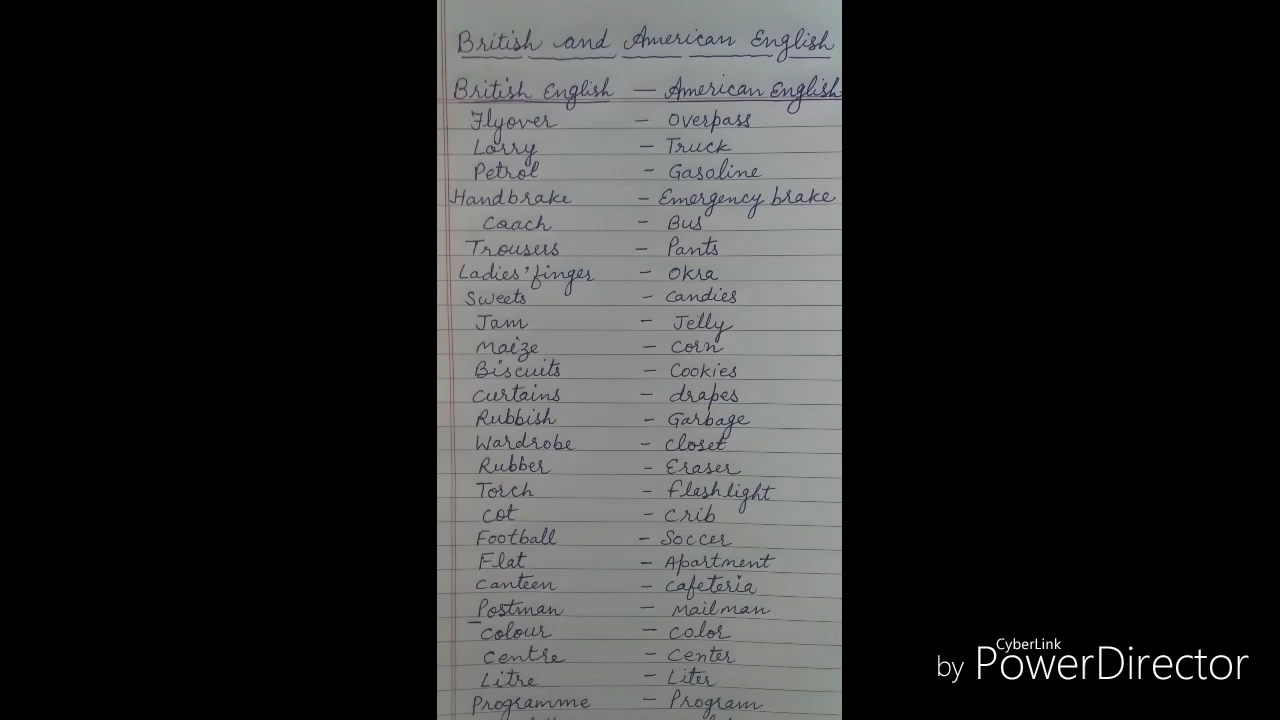 British and American English
British English — American English
Flyover - Overpass
Lorry - Truck
Petrol - Gasoline
Handbrake - Emergency brake
Coach - Bus
Trousers - Pants
Ladies' finger - Okra
Sweets - Candies
Jam - Jelly
Maize - Corn
Biscuits - Cookies
Curtains - drapes
Rubbish - Garbage
Wardrobe - Closet
Rubber - Eraser
Torch - flashlight
Cot - Crib
Football - Soccer
Flat - Apartment
Canteen - Cafeteria
Postman - Mailman
Colour - Color
Centre - Center
Litre - Liter
Programme - Program
CyberLink
by PowerDirector